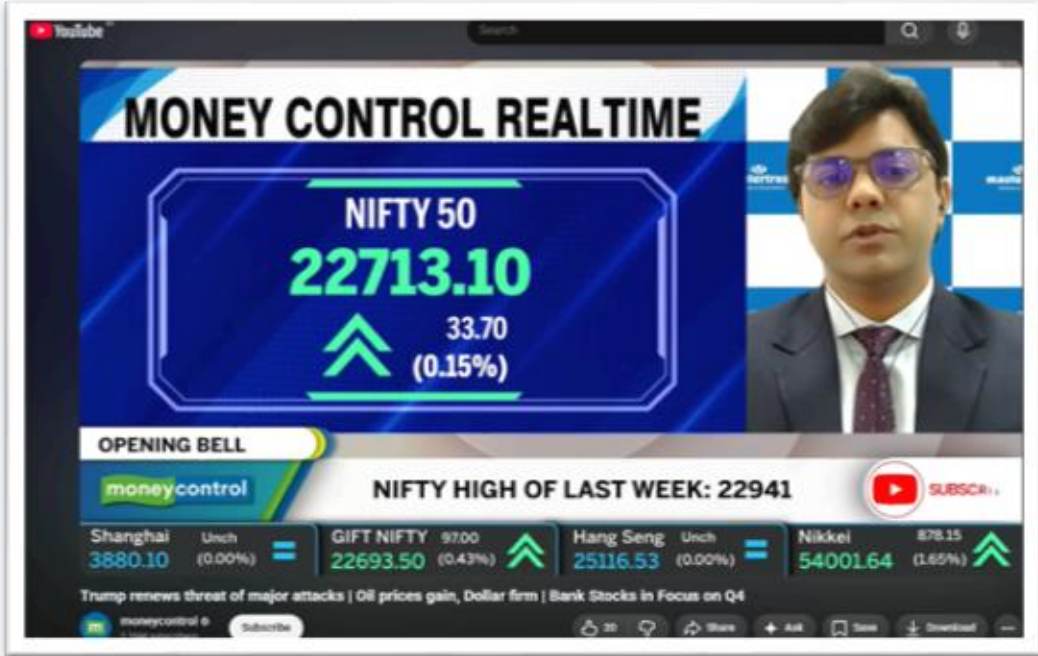 YouTube
Search
MONEY CONTROL REALTIME
NIFTY 50
22713.10
33.70
(0.15%)
OPENING BELL
moneycontrol
NIFTY HIGH OF LAST WEEK: 22941
Shanghai Unch
3880.10 (0.00%)
GIFT NIFTY 97.00
22693.50 (0.43%)
Hang Seng Unch
25116.53 (0.00%)
Nikkei 878.15
54001.64 (1.65%)
Trump renews threat of major attacks | Oil prices gain, Dollar firm | Bank Stocks in Focus on Q4
m moneycontrol
Subscribe
20 Share Ask Save Download